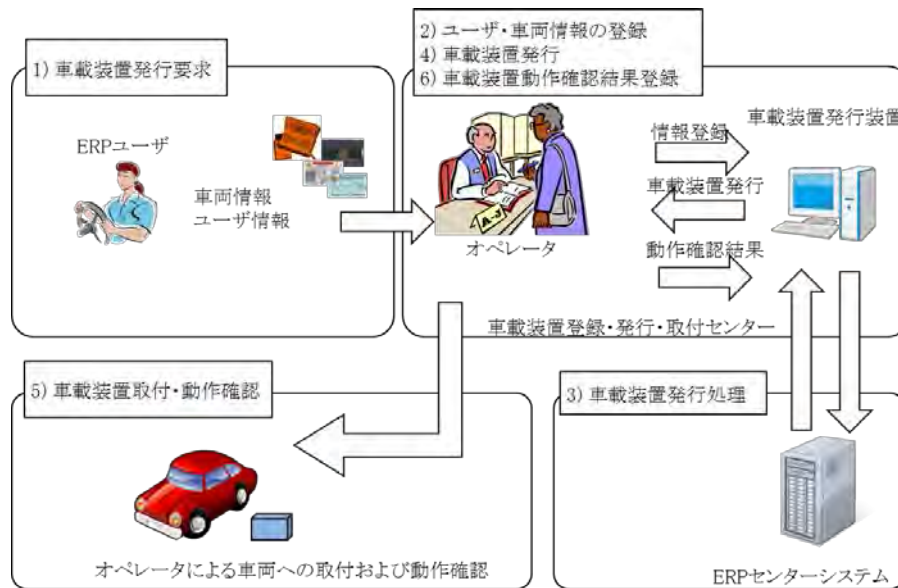 1) 車載装置発行要求
ERPユーザ
車両情報
ユーザ情報
2) ユーザ・車両情報の登録
4) 車載装置発行
6) 車載装置動作確認結果登録
A-J
オペレータ
情報登録
車載装置発行
動作確認結果
車載装置発行装置
車載装置登録・発行・取付センター
5) 車載装置取付・動作確認
オペレータによる車両への取付および動作確認
3) 車載装置発行処理
ERPセンターシステム